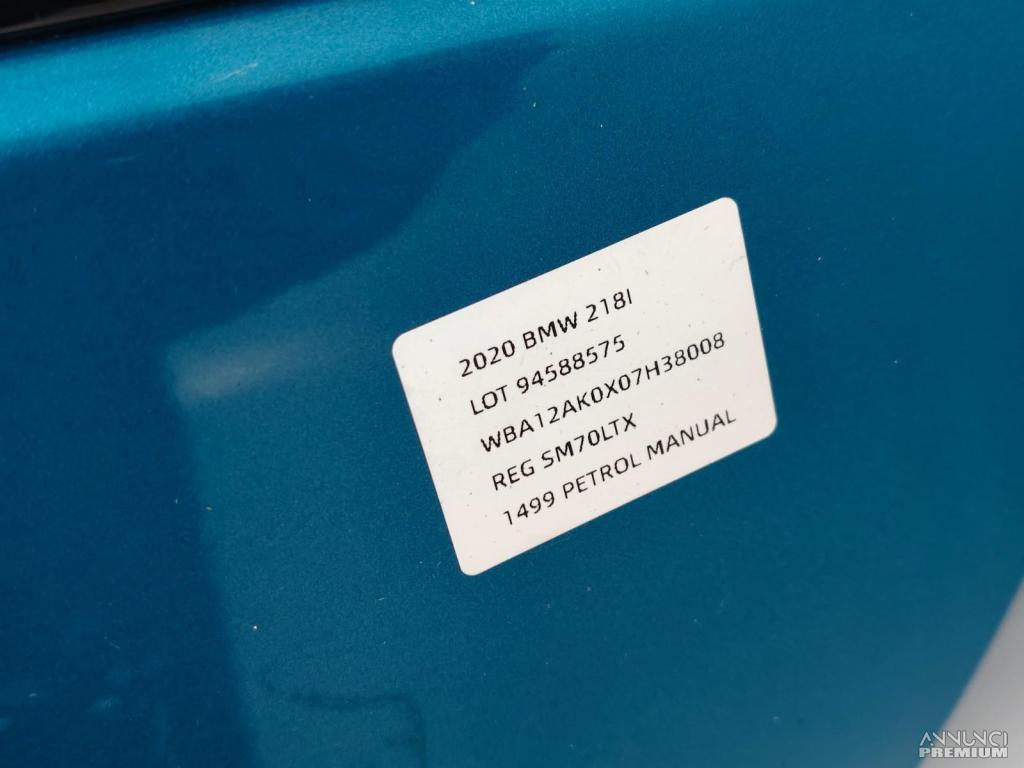 2020 BMW 218I
LOT 94588575
WBA12AK0X07H38008
REG SM70LTX
1499 PETROL MANUAL
ANNUNCI
PREMIUM